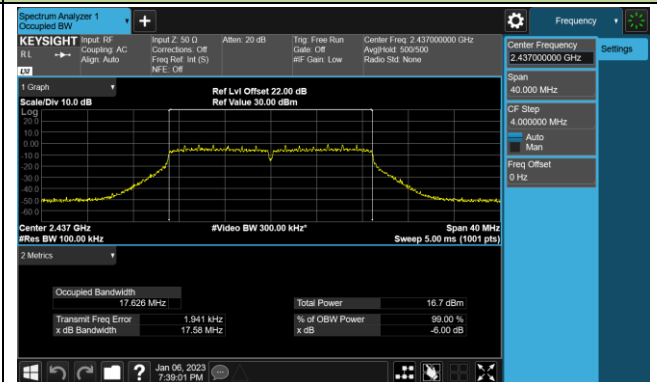 Spectrum Analyzer 1
Occupied BW
Frequency
KEYSIGHT
R L
LXI
Input: RF
Coupling: AC
Align: Auto
Input Z: 50 Ω
Corrections: Off
Freq Ref: Int (S)
NFE: Off
Atten: 20 dB
Trig: Free Run
Gate: Off
#IF Gain: Low
Center Freq: 2.437000000 GHz
Avg|Hold: 500/500
Radio Std: None
Center Frequency
2.437000000 GHz
Settings
Span
40.000 MHz
CF Step
4.000000 MHz
Auto
Man
Freq Offset
0 Hz
1 Graph
Scale/Div 10.0 dB
Ref Lvl Offset 22.00 dB
Ref Value 30.00 dBm
Log
20.0
10.0
0.00
-10.0
-20.0
-30.0
-40.0
-50.0
-60.0
Center 2.437 GHz
#Video BW 300.00 kHz*
Span 40 MHz
#Res BW 100.00 kHz
Sweep 5.00 ms (1001 pts)
2 Metrics
Occupied Bandwidth
17.626 MHz
Total Power 16.7 dBm
Transmit Freq Error 1.941 kHz
% of OBW Power 99.00 %
x dB Bandwidth 17.58 MHz
x dB -6.00 dB
?
Jan 06, 2023
7:39:01 PM